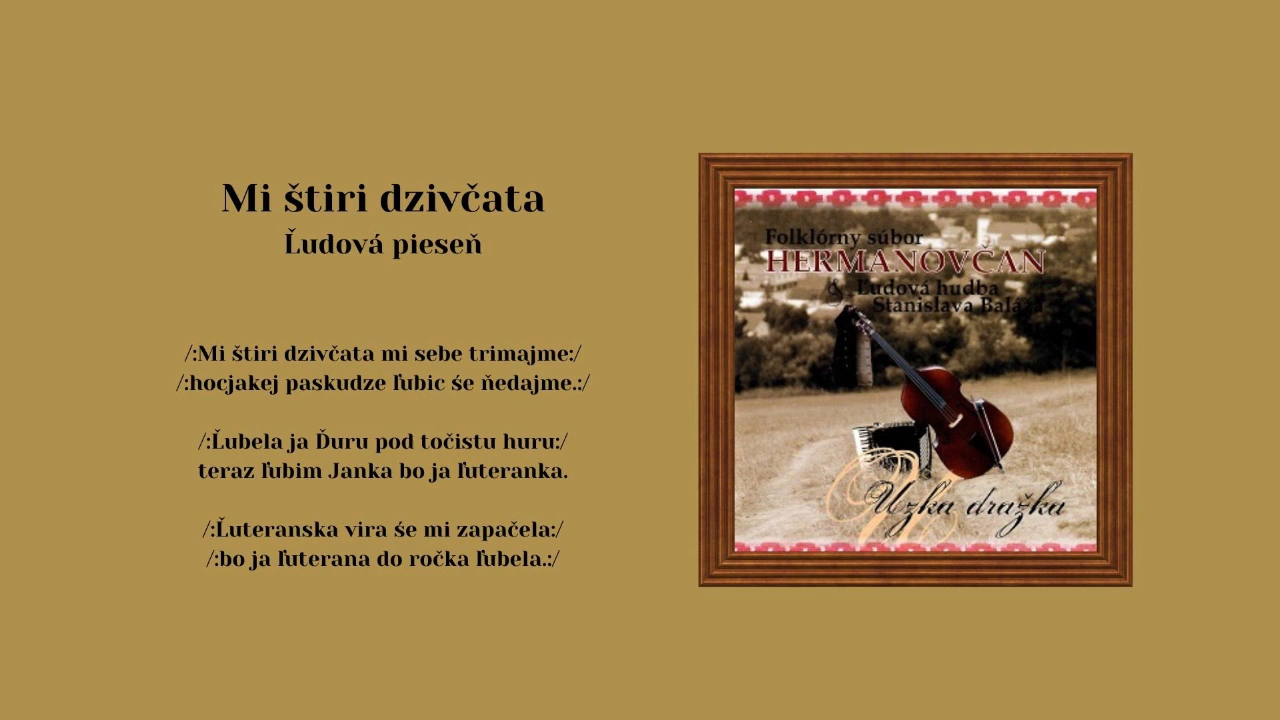 Mi štiri dzivčata
Ľudová pieseň
/:Mi štiri dzivčata mi sebe trimajme:/
/:hocjakej paskudze ľubic śe ňedajme.:/
/:Ľubela ja Ďuru pod točistu huru:/
teraz ľubim Janka bo ja ľuteranka.
/:Ľuteranska vira śe mi zapačela:/
/:bo ja ľuterana do ročka ľubela.:/
Folklórny súbor
HERMANOVČAN
& Ľudová hudba
Stanislava Baláža
Uzka dražka